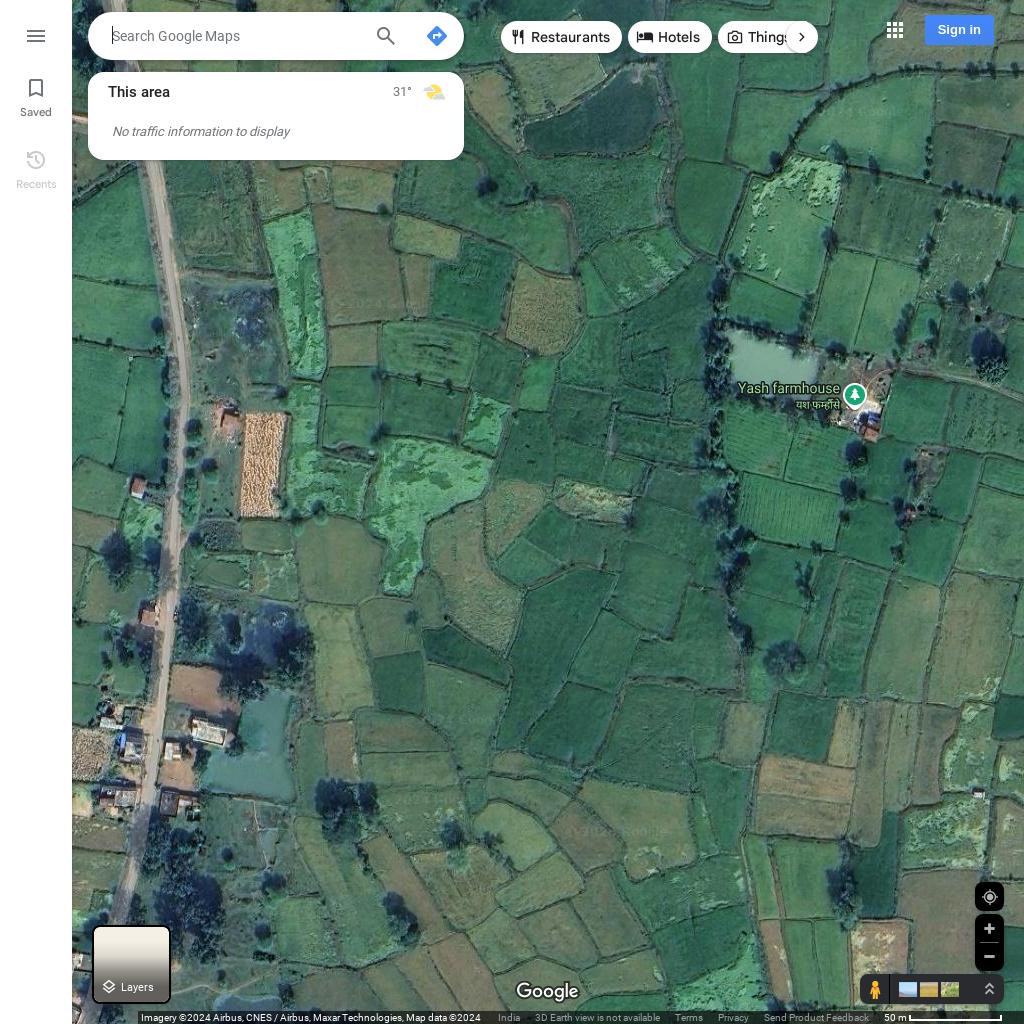 Search Google Maps
Restaurants
Hotels
Things
Sign in
Saved
Recents
This area
31°
No traffic information to display
Yash farmhouse
यश फर्म्हौसे
Layers
Google
Imagery ©2024 Airbus, CNES / Airbus, Maxar Technologies, Map data ©2024 India 3D Earth view is not available Terms Privacy Send Product Feedback 50 m